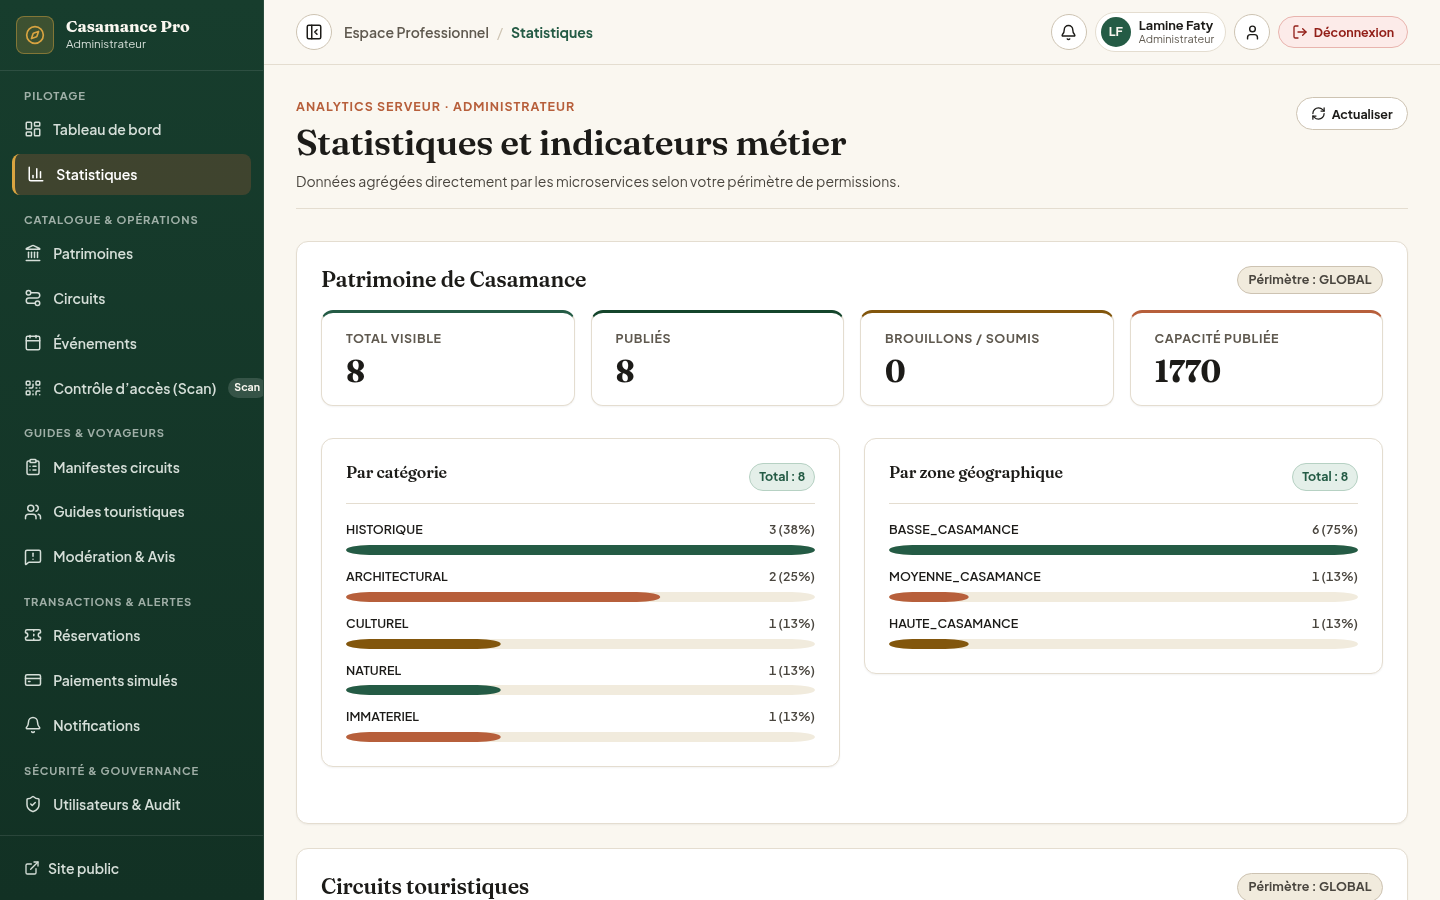 Casamance Pro
Administrateur
PILOTAGE
Tableau de bord
Statistiques
CATALOGUE & OPÉRATIONS
Patrimoines
Circuits
Événements
Contrôle d’accès (Scan) Scan
GUIDES & VOYAGEURS
Manifestes circuits
Guides touristiques
Modération & Avis
TRANSACTIONS & ALERTES
Réservations
Paiements simulés
Notifications
SÉCURITÉ & GOUVERNANCE
Utilisateurs & Audit
Site public
Espace Professionnel / Statistiques
LF
Lamine Faty
Administrateur
Déconnexion
ANALYTICS SERVEUR · ADMINISTRATEUR
Statistiques et indicateurs métier
Données agrégées directement par les microservices selon votre périmètre de permissions.
Actualiser
Patrimoine de Casamance
Périmètre : GLOBAL
TOTAL VISIBLE
8
PUBLIÉS
8
BROUILLONS / SOUMIS
0
CAPACITÉ PUBLIÉE
1770
Par catégorie
Total : 8
HISTORIQUE 3 (38%)
ARCHITECTURAL 2 (25%)
CULTUREL 1 (13%)
NATUREL 1 (13%)
IMMATERIEL 1 (13%)
Par zone géographique
Total : 8
BASSE_CASAMANCE 6 (75%)
MOYENNE_CASAMANCE 1 (13%)
HAUTE_CASAMANCE 1 (13%)
Circuits touristiques
Périmètre : GLOBAL